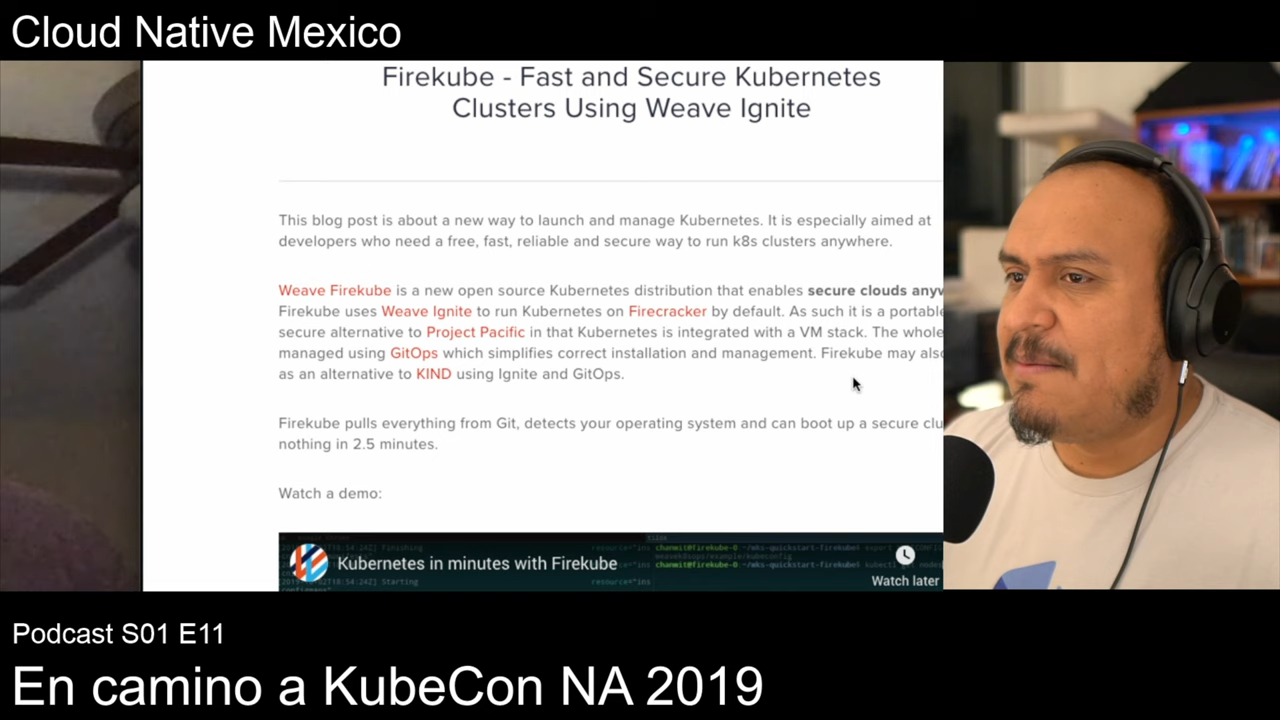 Cloud Native Mexico
Firekube - Fast and Secure Kubernetes
Clusters Using Weave Ignite
This blog post is about a new way to launch and manage Kubernetes. It is especially aimed at
developers who need a free, fast, reliable and secure way to run k8s clusters anywhere.
Weave Firekube is a new open source Kubernetes distribution that enables secure clouds anyw
Firekube uses Weave Ignite to run Kubernetes on Firecracker by default. As such it is a portable
secure alternative to Project Pacific in that Kubernetes is integrated with a VM stack. The whole
managed using GitOps which simplifies correct installation and management. Firekube may also
as an alternative to KIND using Ignite and GitOps.
Firekube pulls everything from Git, detects your operating system and can boot up a secure clu
nothing in 2.5 minutes.
Watch a demo:
Kubernetes in minutes with Firekube
Watch later
Podcast S01 E11
En camino a KubeCon NA 2019